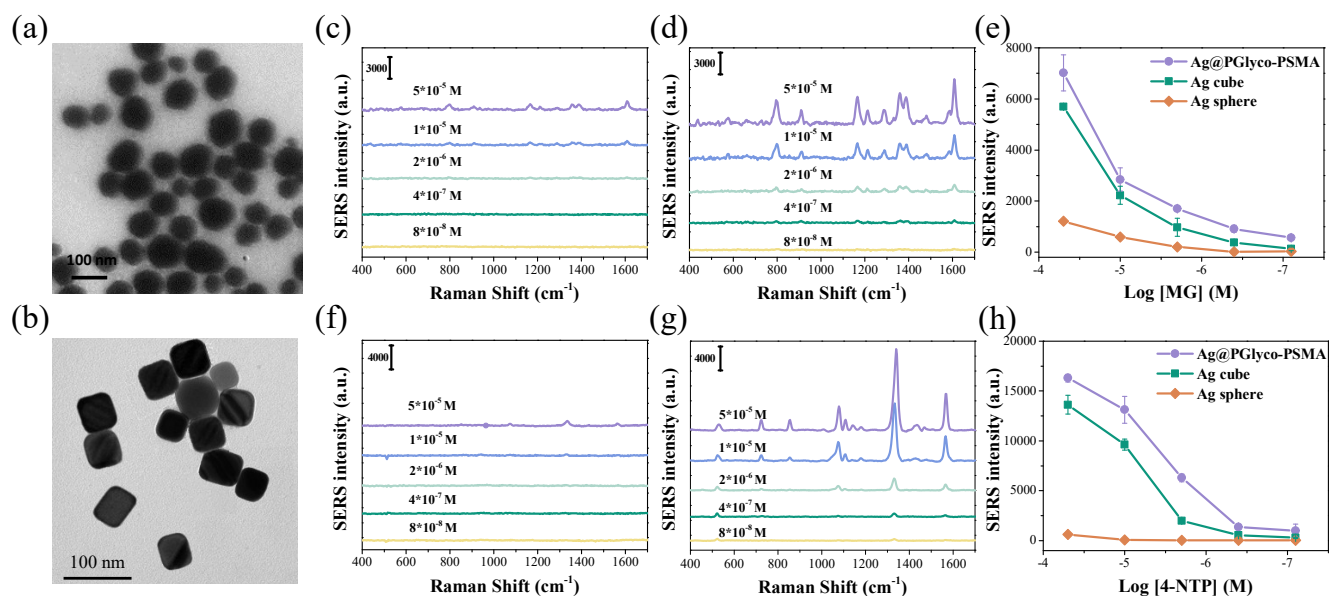 (a)
100 nm
(b)
100 nm
(c)
3000
5*10⁻⁵ M
1*10⁻⁵ M
2*10⁻⁶ M
4*10⁻⁷ M
8*10⁻⁸ M
SERS intensity (a.u.)
400 600 800 1000 1200 1400 1600
Raman Shift (cm⁻¹)
(d)
3000
5*10⁻⁵ M
1*10⁻⁵ M
2*10⁻⁶ M
4*10⁻⁷ M
8*10⁻⁸ M
SERS intensity (a.u.)
400 600 800 1000 1200 1400 1600
Raman Shift (cm⁻¹)
(e)
Ag@PGlyco-PSMA
Ag cube
Ag sphere
8000
6000
4000
2000
0
SERS intensity (a.u.)
-4 -5 -6 -7
Log [MG] (M)
(f)
4000
5*10⁻⁵ M
1*10⁻⁵ M
2*10⁻⁶ M
4*10⁻⁷ M
8*10⁻⁸ M
SERS intensity (a.u.)
400 600 800 1000 1200 1400 1600
Raman Shift (cm⁻¹)
(g)
4000
5*10⁻⁵ M
1*10⁻⁵ M
2*10⁻⁶ M
4*10⁻⁷ M
8*10⁻⁸ M
SERS intensity (a.u.)
400 600 800 1000 1200 1400 1600
Raman Shift (cm⁻¹)
(h)
Ag@PGlyco-PSMA
Ag cube
Ag sphere
20000
15000
10000
5000
0
SERS intensity (a.u.)
-4 -5 -6 -7
Log [4-NTP] (M)